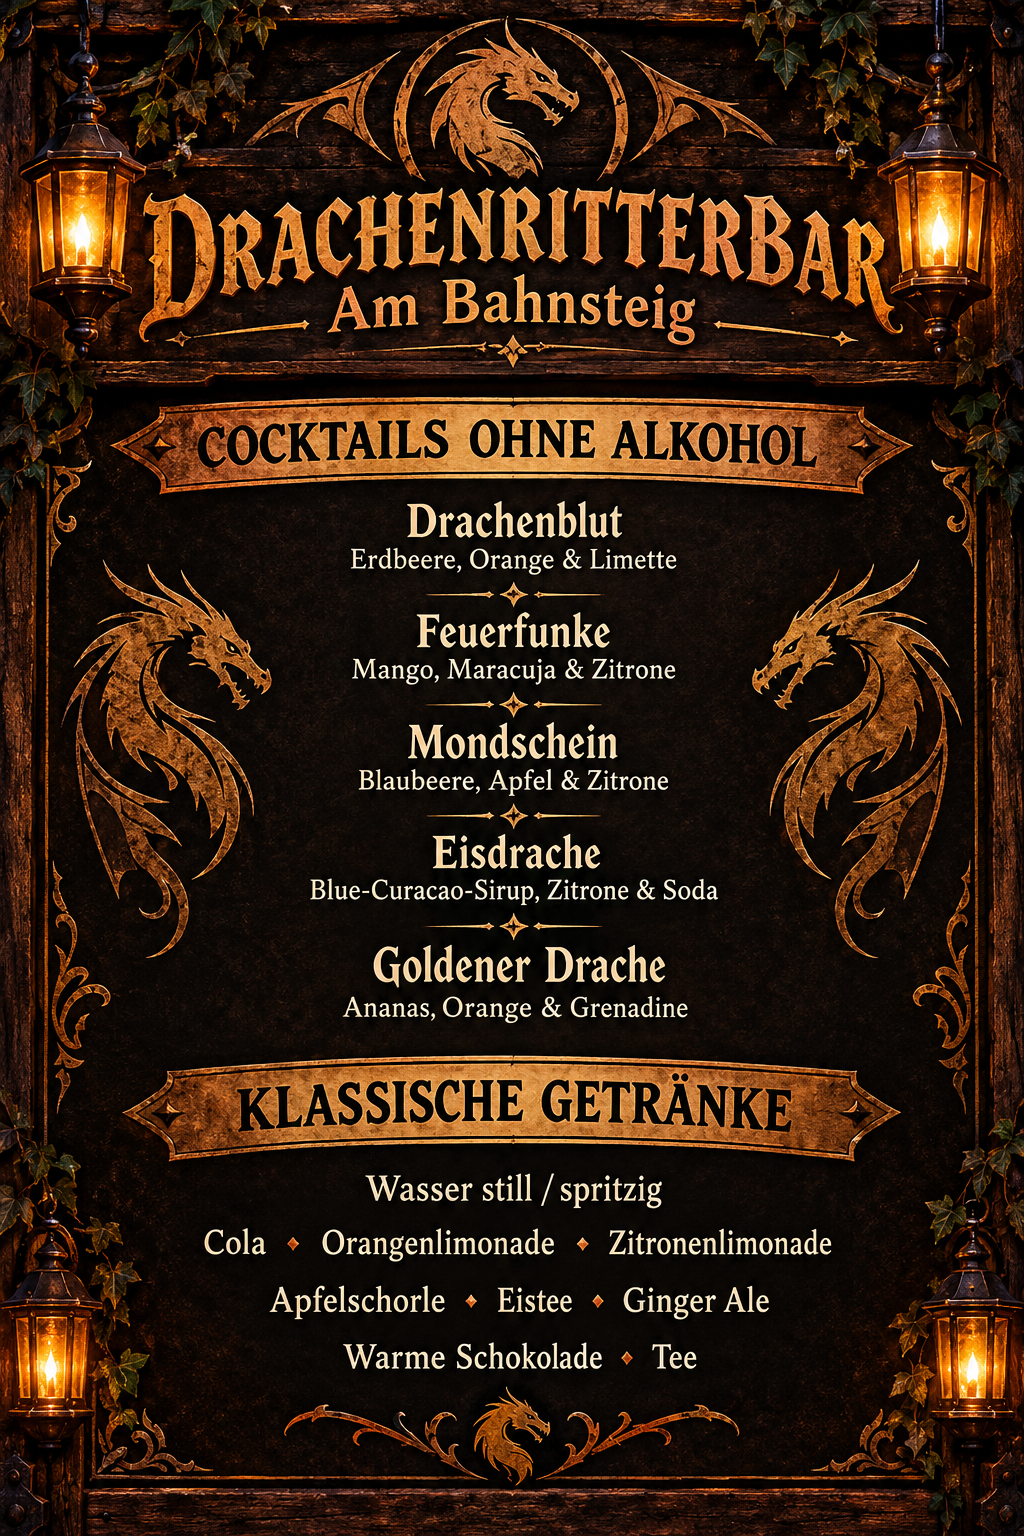 DRACHENRITTERBAR
Am Bahnsteig
COCKTAILS OHNE ALKOHOL
Drachenblut
Erdbeere, Orange & Limette
Feuerfunke
Mango, Maracuja & Zitrone
Mondschein
Blaubeere, Apfel & Zitrone
Eisdrache
Blue-Curacao-Sirup, Zitrone & Soda
Goldener Drache
Ananas, Orange & Grenadine
KLASSISCHE GETRÄNKE
Wasser still / spritzig
Cola ♦ Orangenlimonade ♦ Zitronenlimonade
Apfelschorle ♦ Eistee ♦ Ginger Ale
Warme Schokolade ♦ Tee